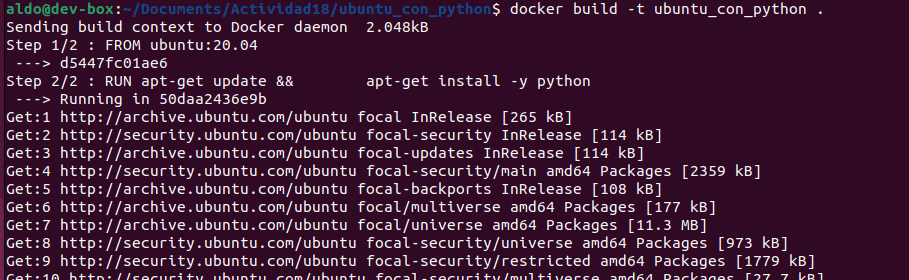 aldo@dev-box:~/Documents/Actividad18/ubuntu_con_python$ docker build -t ubuntu_con_python .
Sending build context to Docker daemon  2.048kB
Step 1/2 : FROM ubuntu:20.04
 ---> d5447fc01ae6
Step 2/2 : RUN apt-get update &&        apt-get install -y python
 ---> Running in 50daa2436e9b
Get:1 http://archive.ubuntu.com/ubuntu focal InRelease [265 kB]
Get:2 http://security.ubuntu.com/ubuntu focal-security InRelease [114 kB]
Get:3 http://archive.ubuntu.com/ubuntu focal-updates InRelease [114 kB]
Get:4 http://security.ubuntu.com/ubuntu focal-security/main amd64 Packages [2359 kB]
Get:5 http://archive.ubuntu.com/ubuntu focal-backports InRelease [108 kB]
Get:6 http://archive.ubuntu.com/ubuntu focal/multiverse amd64 Packages [177 kB]
Get:7 http://archive.ubuntu.com/ubuntu focal/universe amd64 Packages [11.3 MB]
Get:8 http://security.ubuntu.com/ubuntu focal-security/universe amd64 Packages [973 kB]
Get:9 http://security.ubuntu.com/ubuntu focal-security/restricted amd64 Packages [1779 kB]
Get:10 http://security.ubuntu.com/ubuntu focal-security/multiverse amd64 Packages [27.7 kB]